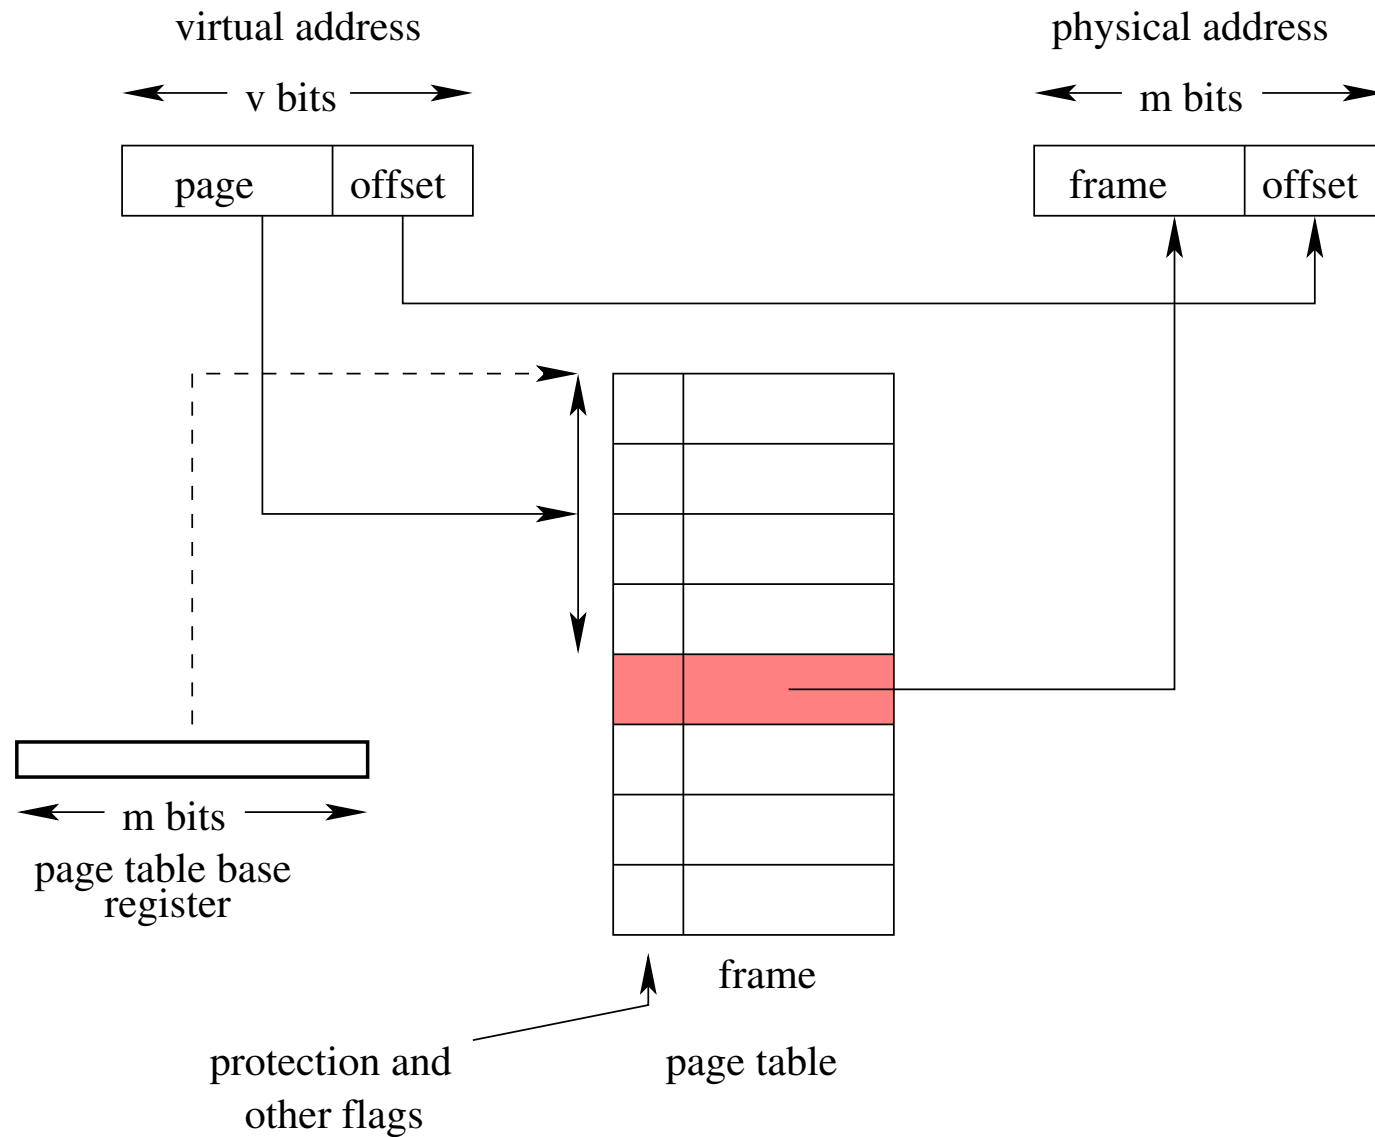 virtual address
physical address
v bits
m bits
page
offset
frame
offset
m bits
page table base
register
frame
protection and
other flags
page table